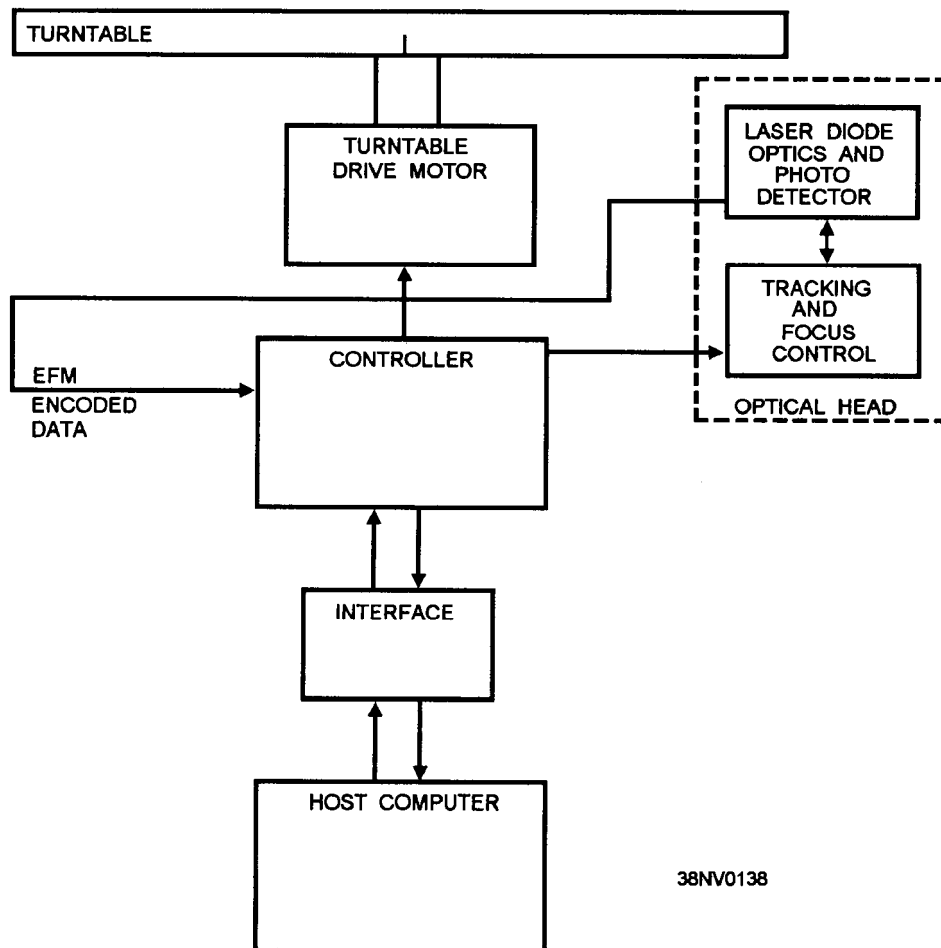 TURNTABLE
TURNTABLE
DRIVE MOTOR
LASER DIODE
OPTICS AND
PHOTO
DETECTOR
TRACKING
AND
FOCUS
CONTROL
OPTICAL HEAD
CONTROLLER
EFM
ENCODED
DATA
INTERFACE
HOST COMPUTER
38NV0138